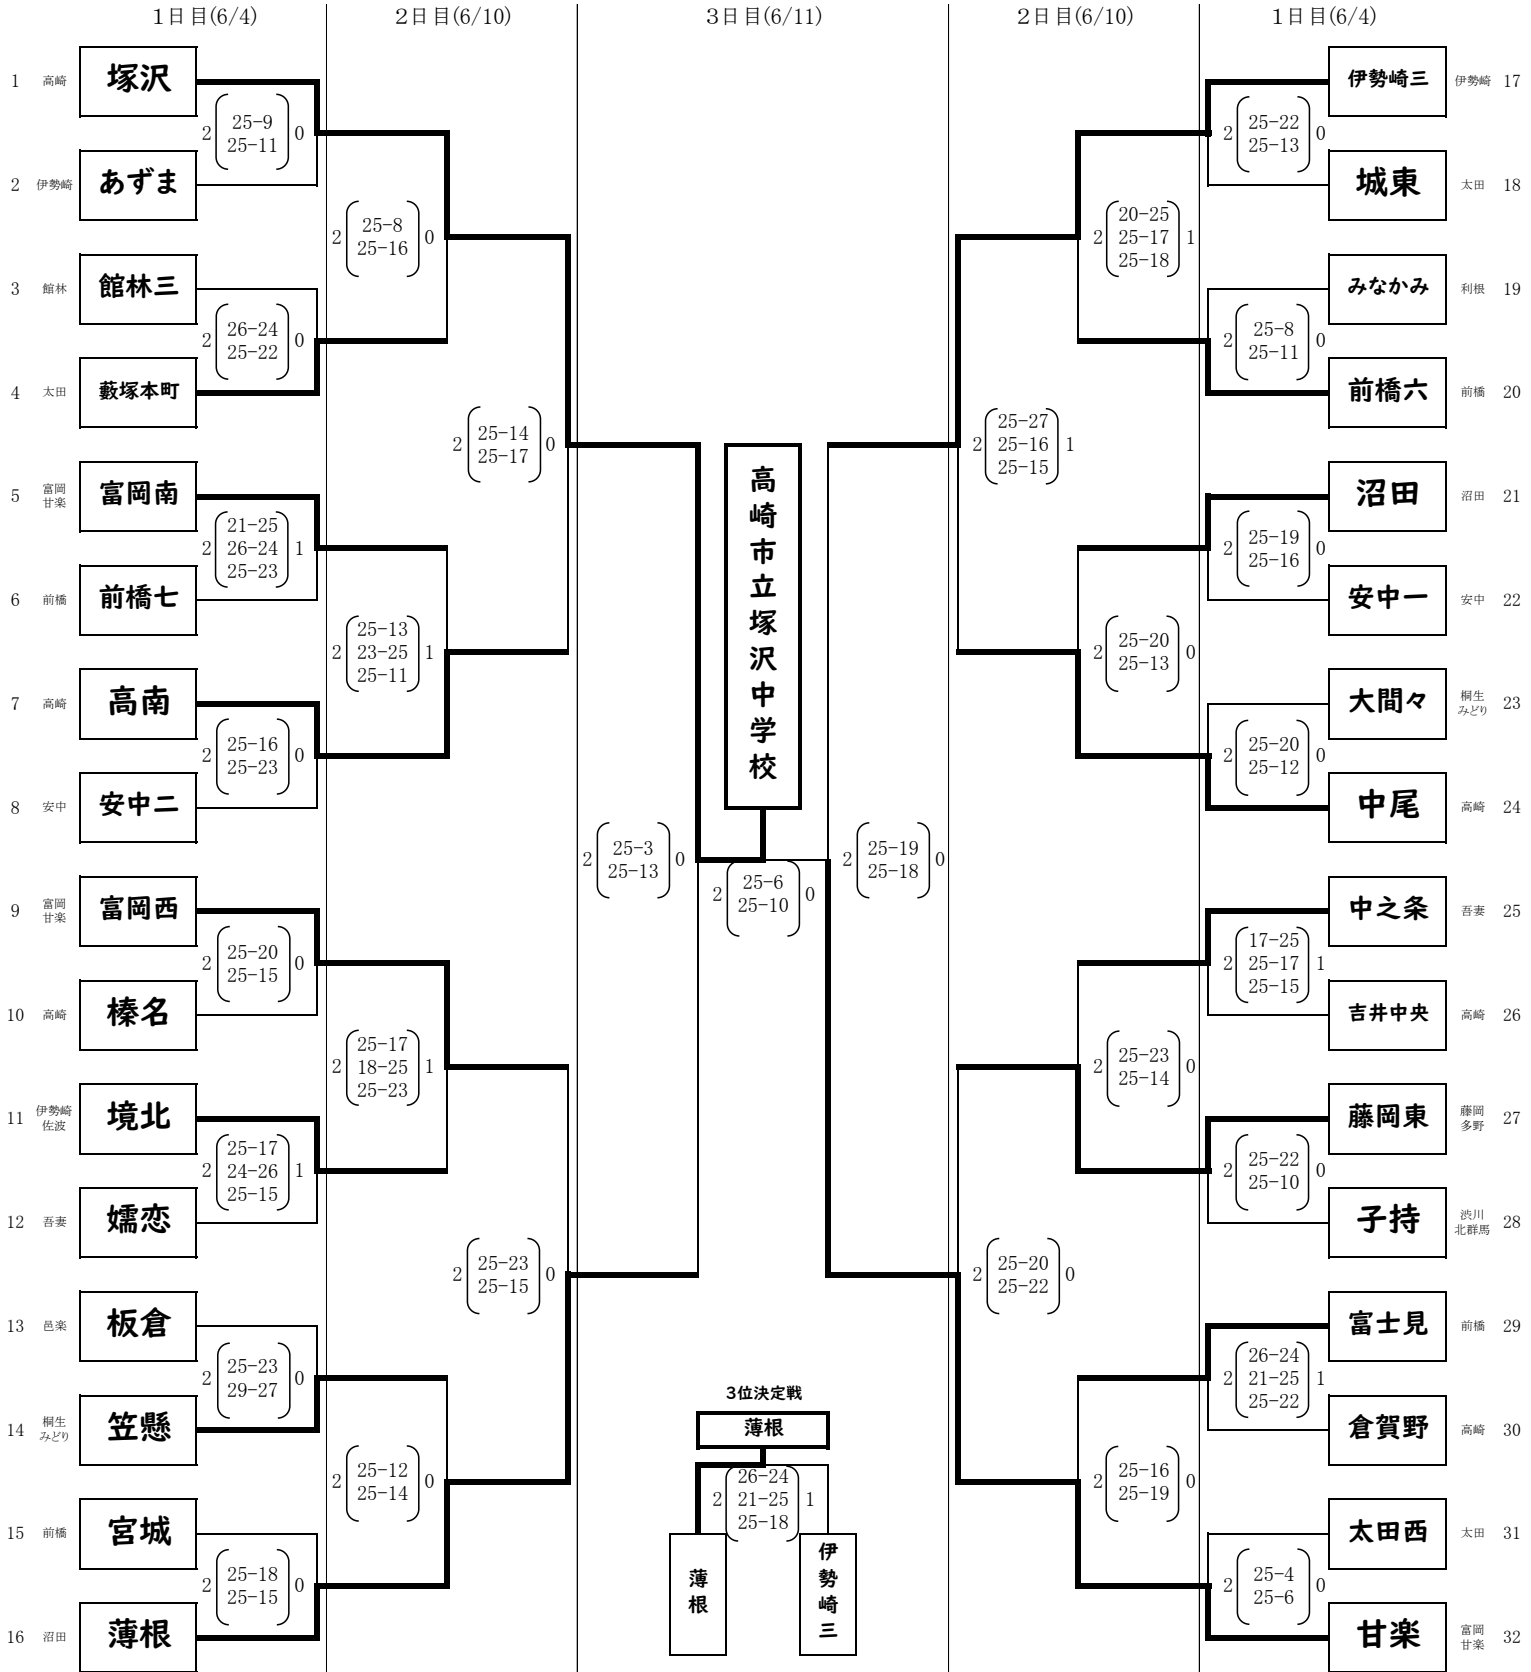 1日目(6/4)
2日目(6/10)
3日目(6/11)
2日目(6/10)
1日目(6/4)
1 高崎 塚沢
2 25-9 0
25-11
2 伊勢崎 あずま
2 25-8 0
25-16
3 館林 館林三
2 26-24 0
25-22
4 太田 藪塚本町
2 25-14 0
25-17
5 富岡
甘楽 富岡南
21-25
2 26-24 1
25-23
6 前橋 前橋七
25-13
2 23-25 1
25-11
7 高崎 高南
2 25-16 0
25-23
8 安中 安中二
2 25-3 0
25-13
9 富岡
甘楽 富岡西
2 25-20 0
25-15
10 高崎 榛名
25-17
2 18-25 1
25-23
11 伊勢崎
佐波 境北
25-17
2 24-26 1
25-15
12 吾妻 嬬恋
2 25-23 0
25-15
13 邑楽 板倉
2 25-23 0
29-27
14 桐生
みどり 笠懸
2 25-12 0
25-14
15 前橋 宮城
2 25-18 0
25-15
16 沼田 薄根
高崎市立塚沢中学校
2 25-6 0
25-10
3位決定戦
薄根
26-24
2 21-25 1
25-18
薄根
伊勢崎三
伊勢崎三 伊勢崎 17
2 25-22 0
25-13
城東 太田 18
20-25
2 25-17 1
25-18
みなかみ 利根 19
2 25-8 0
25-11
前橋六 前橋 20
25-27
2 25-16 1
25-15
沼田 沼田 21
2 25-19 0
25-16
安中一 安中 22
2 25-20 0
25-13
大間々 桐生
みどり 23
2 25-20 0
25-12
中尾 高崎 24
2 25-19 0
25-18
中之条 吾妻 25
17-25
2 25-17 1
25-15
吉井中央 高崎 26
2 25-23 0
25-14
藤岡東 藤岡
多野 27
2 25-22 0
25-10
子持 渋川
北群馬 28
2 25-20 0
25-22
富士見 前橋 29
26-24
2 21-25 1
25-22
倉賀野 高崎 30
2 25-16 0
25-19
太田西 太田 31
2 25-4 0
25-6
甘楽 富岡
甘楽 32